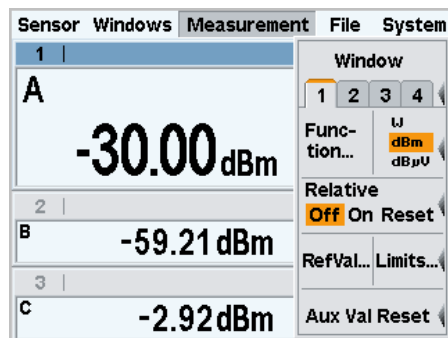 Sensor Windows Measurement File System
1
A
-30.00 dBm
2
B
-59.21 dBm
3
C
-2.92 dBm
Window
1 2 3 4
Func-
tion...
W
dBm
dBµV
Relative
Off On Reset
RefVal... Limits...
Aux Val Reset